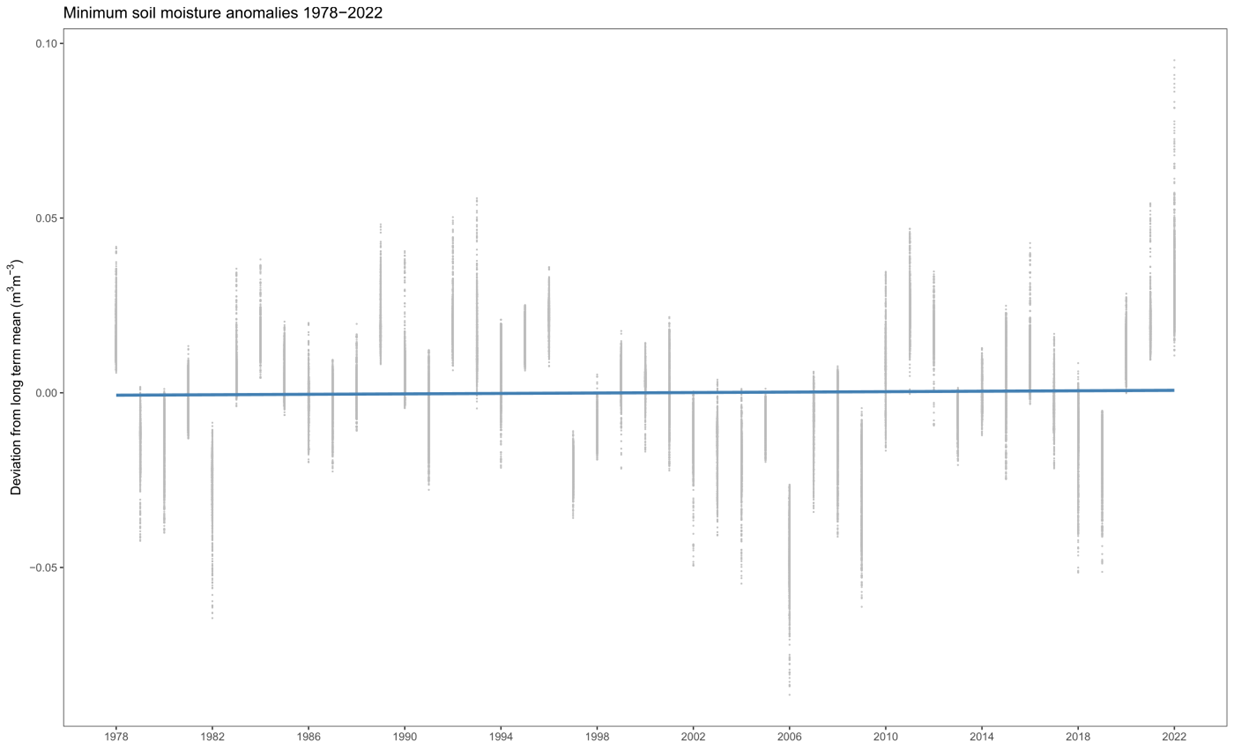 Minimum soil moisture anomalies 1978−2022
Deviation from long term mean (m³m⁻³)
0.10
0.05
0.00
−0.05
1978 1982 1986 1990 1994 1998 2002 2006 2010 2014 2018 2022